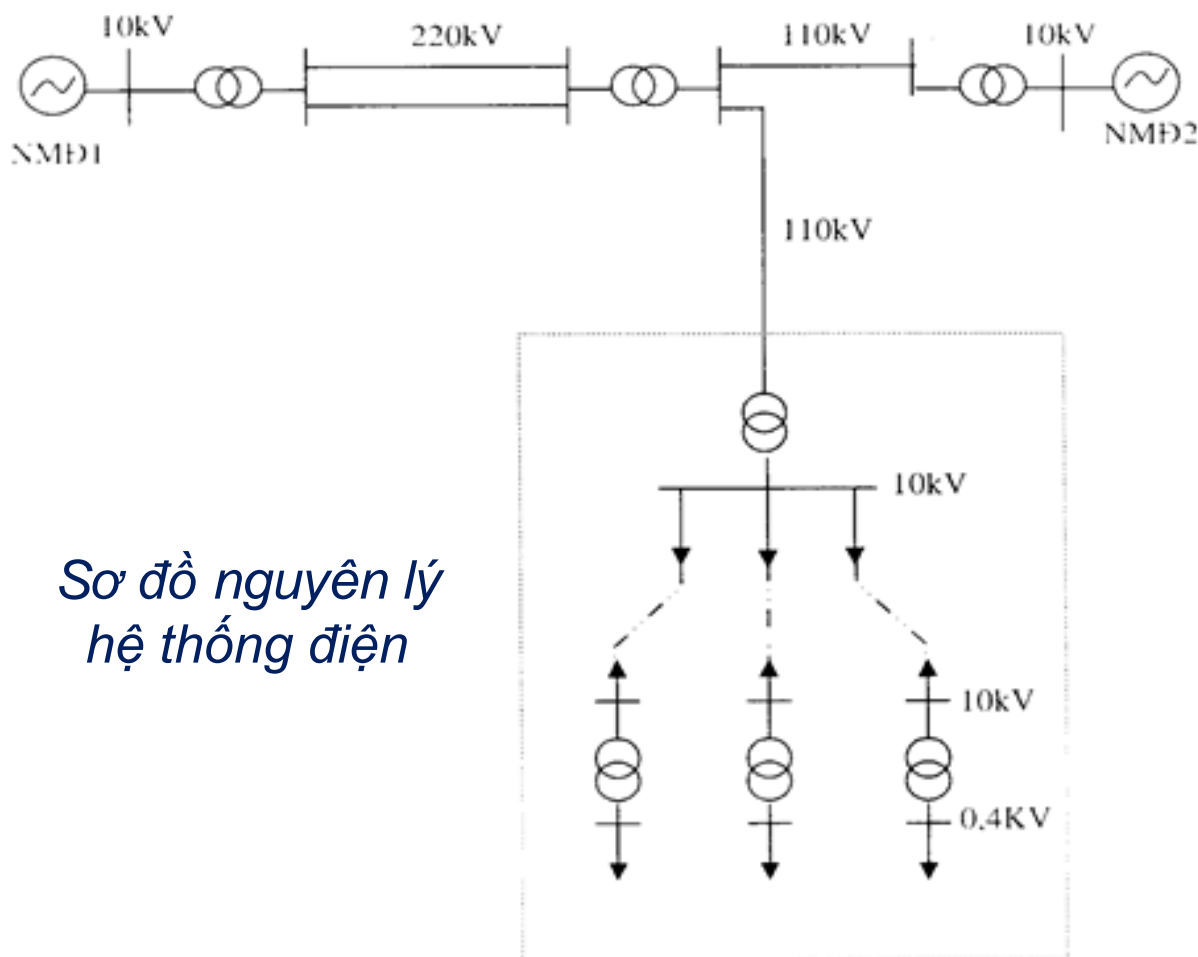 10kV
220kV
110kV
10kV
NMĐ1
NMĐ2
110kV
10kV
Sơ đồ nguyên lý
hệ thống điện
10kV
0.4KV